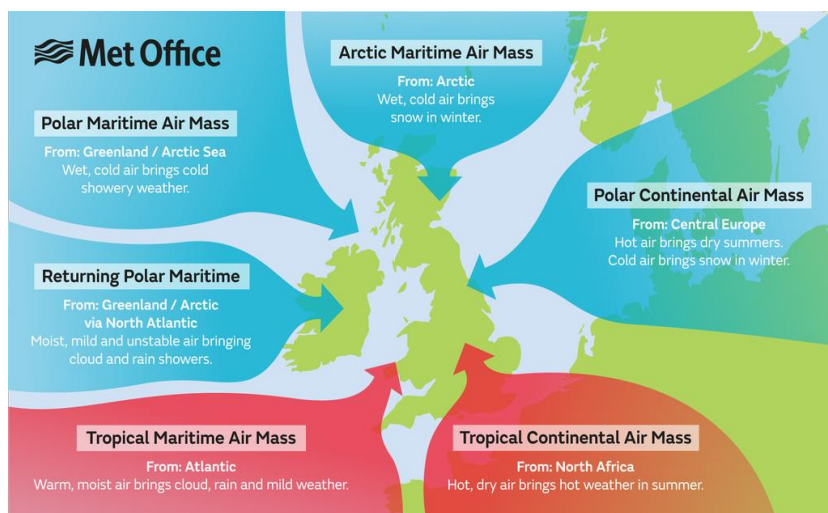 Met Office
Arctic Maritime Air Mass
From: Arctic
Wet, cold air brings
snow in winter.
Polar Maritime Air Mass
From: Greenland / Arctic Sea
Wet, cold air brings cold
showery weather.
Polar Continental Air Mass
From: Central Europe
Hot air brings dry summers.
Cold air brings snow in winter.
Returning Polar Maritime
From: Greenland / Arctic
via North Atlantic
Moist, mild and unstable air bringing
cloud and rain showers.
Tropical Maritime Air Mass
From: Atlantic
Warm, moist air brings cloud, rain and mild weather.
Tropical Continental Air Mass
From: North Africa
Hot, dry air brings hot weather in summer.